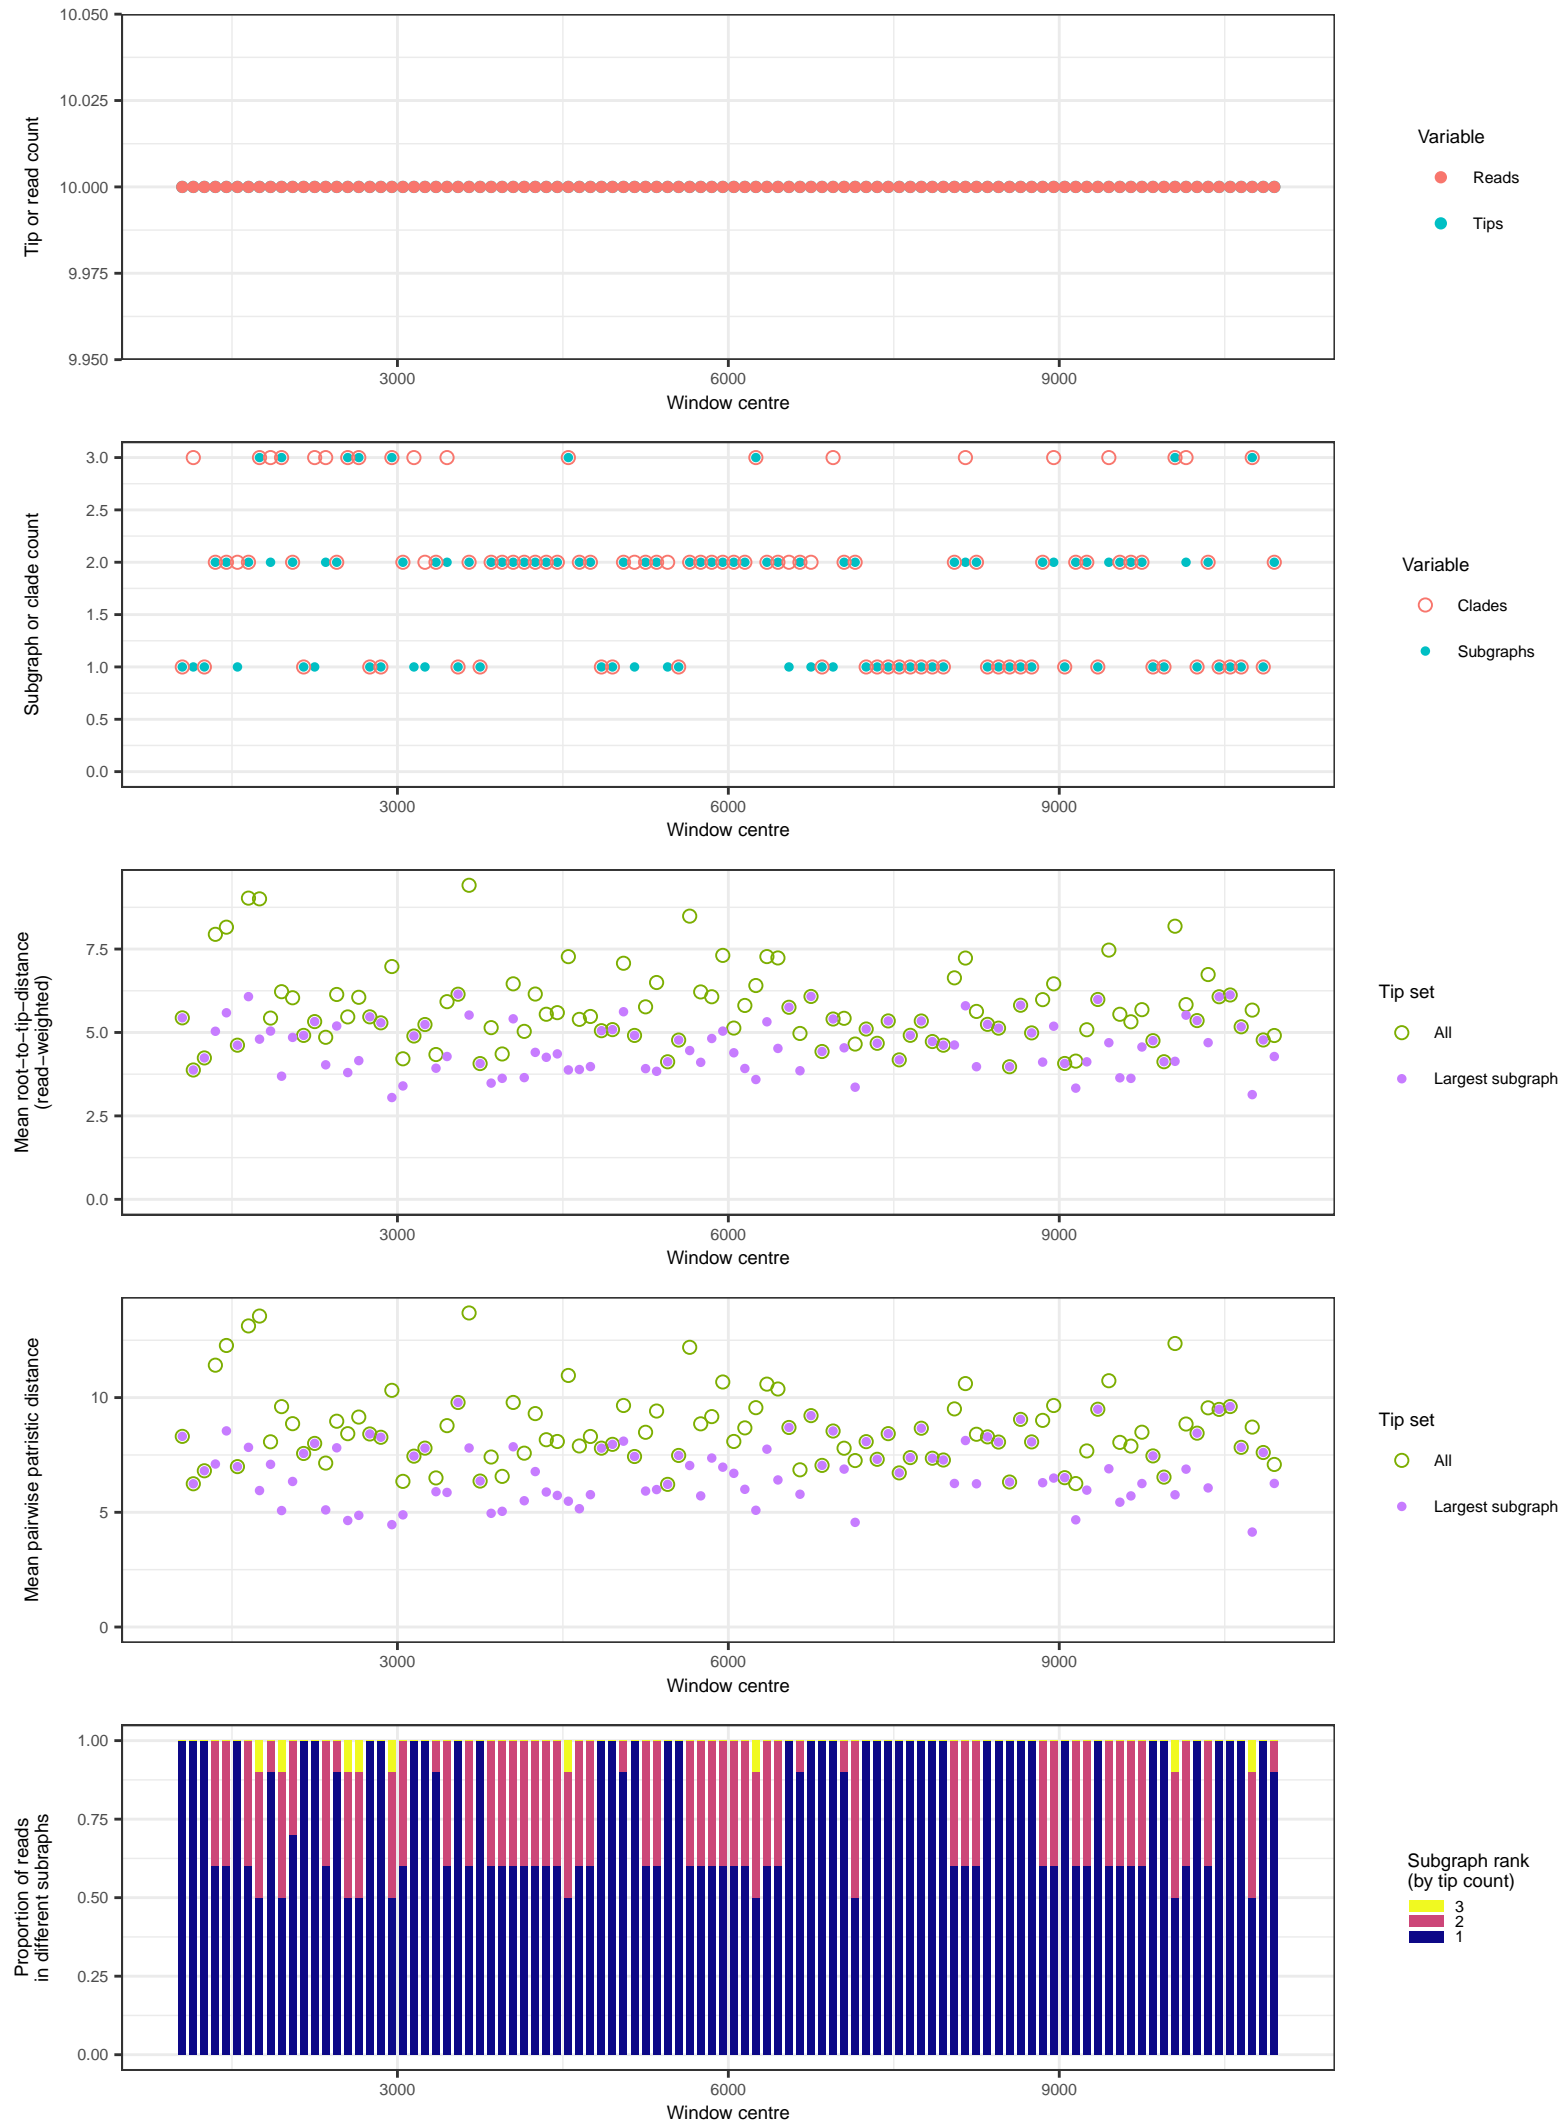 10.050
10.025
10.000
9.975
9.950
Tip or read count
3000
6000
9000
Window centre
Variable
Reads
Tips
3.0
2.5
2.0
1.5
1.0
0.5
0.0
Subgraph or clade count
3000
6000
9000
Window centre
Variable
Clades
Subgraphs
7.5
5.0
2.5
0.0
Mean root−to−tip−distance
(read−weighted)
3000
6000
9000
Window centre
Tip set
All
Largest subgraph
10
5
0
Mean pairwise patristic distance
3000
6000
9000
Window centre
Tip set
All
Largest subgraph
1.00
0.75
0.50
0.25
0.00
Proportion of reads
in different subraphs
3000
6000
9000
Window centre
Subgraph rank
(by tip count)
3
2
1